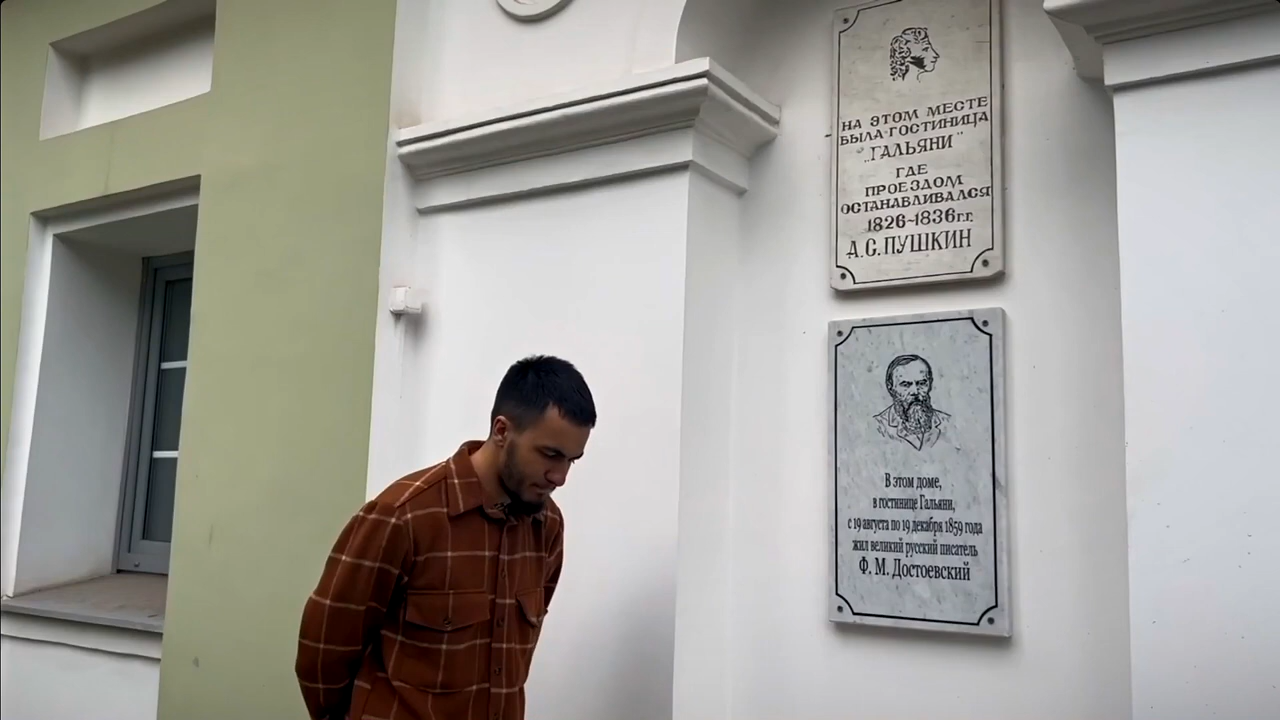 НА ЭТОМ МЕСТЕ
БЫЛА ГОСТИНИЦА
„ГАЛЬЯНИ”
ГДЕ
ПРОЕЗДОМ
ОСТАНАВЛИВАЛСЯ
1826-1836г.г.
А.С.ПУШКИН
В этом доме,
в гостинице Гальяни,
с 19 августа по 19 декабря 1859 года
жил великий русский писатель
Ф. М. Достоевский